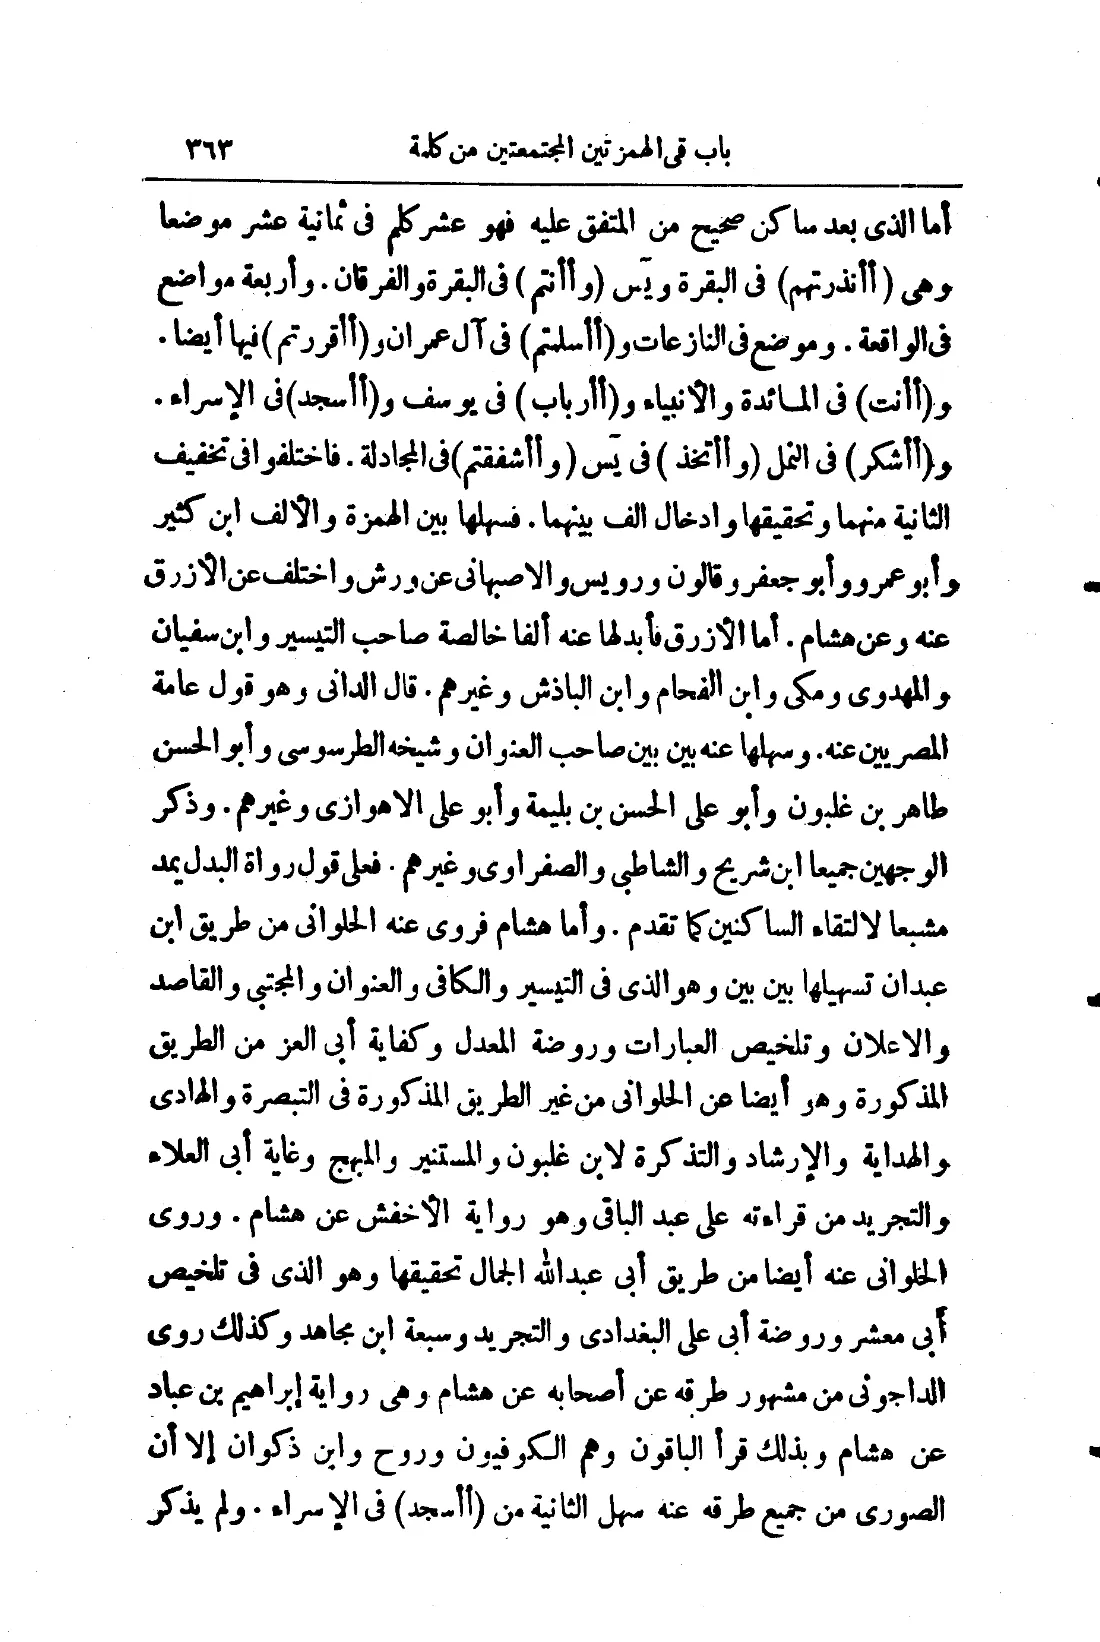 باب فى الهمزتين المجتمعتين من كلمة ٣٦٣
أما الذى بعد ساكن صحيح من المتفق عليه فهو عشر كلم فى ثمانية عشر موضعا
وهى (أأنذرتهم) فى البقرة ويٓس (وأأنتم) فى البقرة والفرقان. وأربعة مواضع
فى الواقعة. وموضع فى النازعات و(أأسلمتم) فى آل عمران و(أأقررتم) فيها أيضا.
و(أأنت) فى المائدة والأنبياء و(أأرباب) فى يوسف و(أأسجد) فى الإسراء.
و(أأشكر) فى النمل (وأأتخذ) فى يٓس (وأأشفقتم) فى المجادلة. فاختلفوا فى تخفيف
الثانية منهما وتحقيقها وادخال الف بينهما. فسهلها بين الهمزة والألف ابن كثير
وأبو عمرو وأبو جعفر وقالون ورويس والاصبهانى عن ورش واختلف عن الأزرق
عنه وعن هشام. أما الأزرق فأبدلها عنه ألفا خالصة صاحب التيسير وابن سفيان
والمهدوى ومكى وابن الفحام وابن الباذش وغيرهم. قال الدانى وهو قول عامة
المصريين عنه. وسهلها عنه بين بين صاحب العنوان وشيخه الطرسوسى وأبو الحسن
طاهر بن غلبون وأبو على الحسن بن بليمة وأبو على الاهوازى وغيرهم. وذكر
الوجهين جميعا ابن شريح والشاطبى والصفراوى وغيرهم. فعلى قول رواة البدل يمد
مشبعا لالتقاء الساكنين كما تقدم. وأما هشام فروى عنه الحلوانى من طريق ابن
عبدان تسهيلها بين بين وهو الذى فى التيسير والكافى والعنوان والمجتبى والقاصد
والاعلان وتلخيص العبارات وروضة المعدل وكفاية أبى العز من الطريق
المذكورة وهو أيضا عن الحلوانى من غير الطريق المذكورة فى التبصرة والهادى
والهداية والإرشاد والتذكرة لابن غلبون والمستنير والمبهج وغاية أبى العلاء
والتجريد من قراءته على عبد الباقى وهو رواية الأخفش عن هشام. وروى
الحلوانى عنه أيضا من طريق أبى عبدالله الجمال تحقيقها وهو الذى فى تلخيص
أبى معشر وروضة أبى على البغدادى والتجريد وسبعة ابن مجاهد وكذلك روى
الداجونى من مشهور طرقه عن أصحابه عن هشام وهى رواية إبراهيم بن عباد
عن هشام وبذلك قرأ الباقون وهم الكوفيون وروح وابن ذكوان إلا أن
الصورى من جميع طرقه عنه سهل الثانية من (أأسجد) فى الإسراء. ولم يذكر